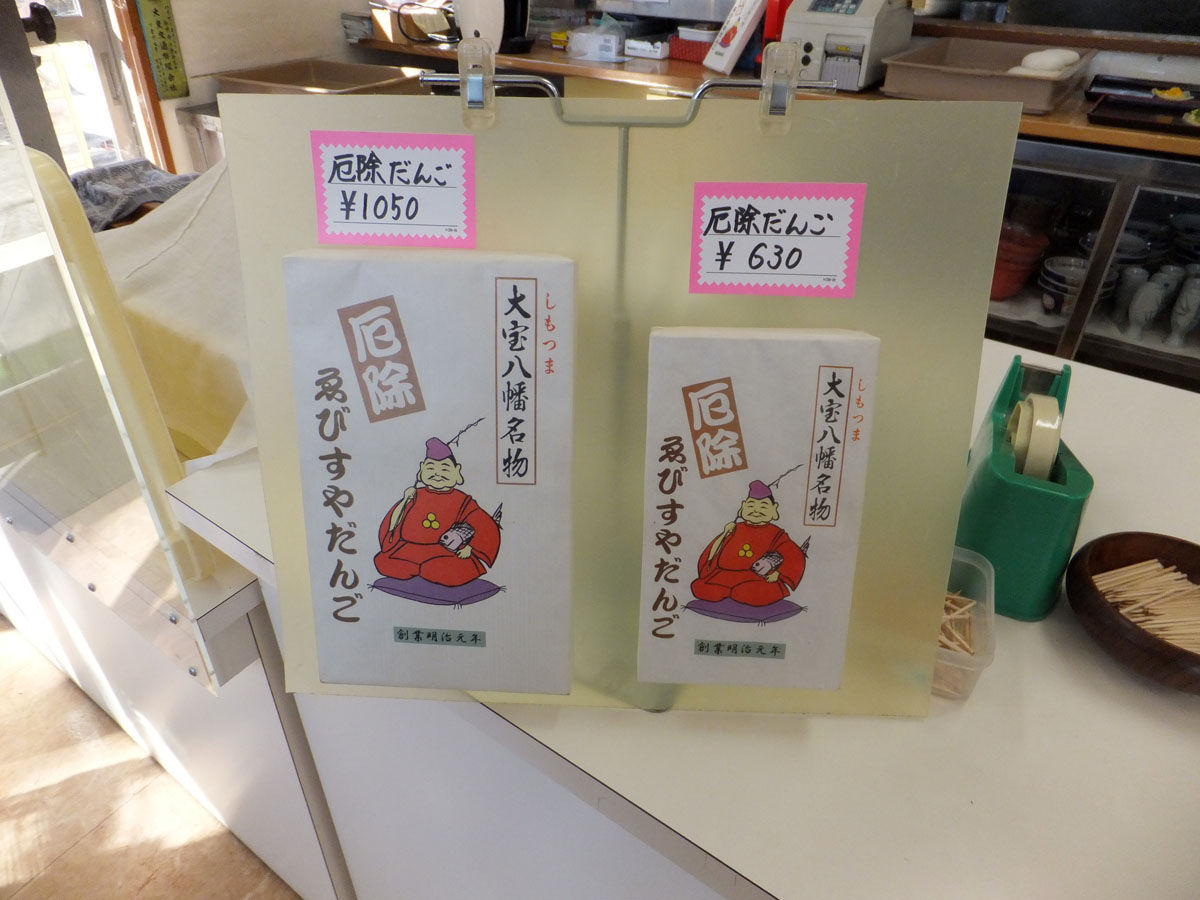 厄除だんご
¥1050
厄除だんご
¥630
しもつま
大宝八幡名物
厄除
ゑびすやだんご
創業明治元年
しもつま
大宝八幡名物
厄除
ゑびすやだんご
創業明治元年